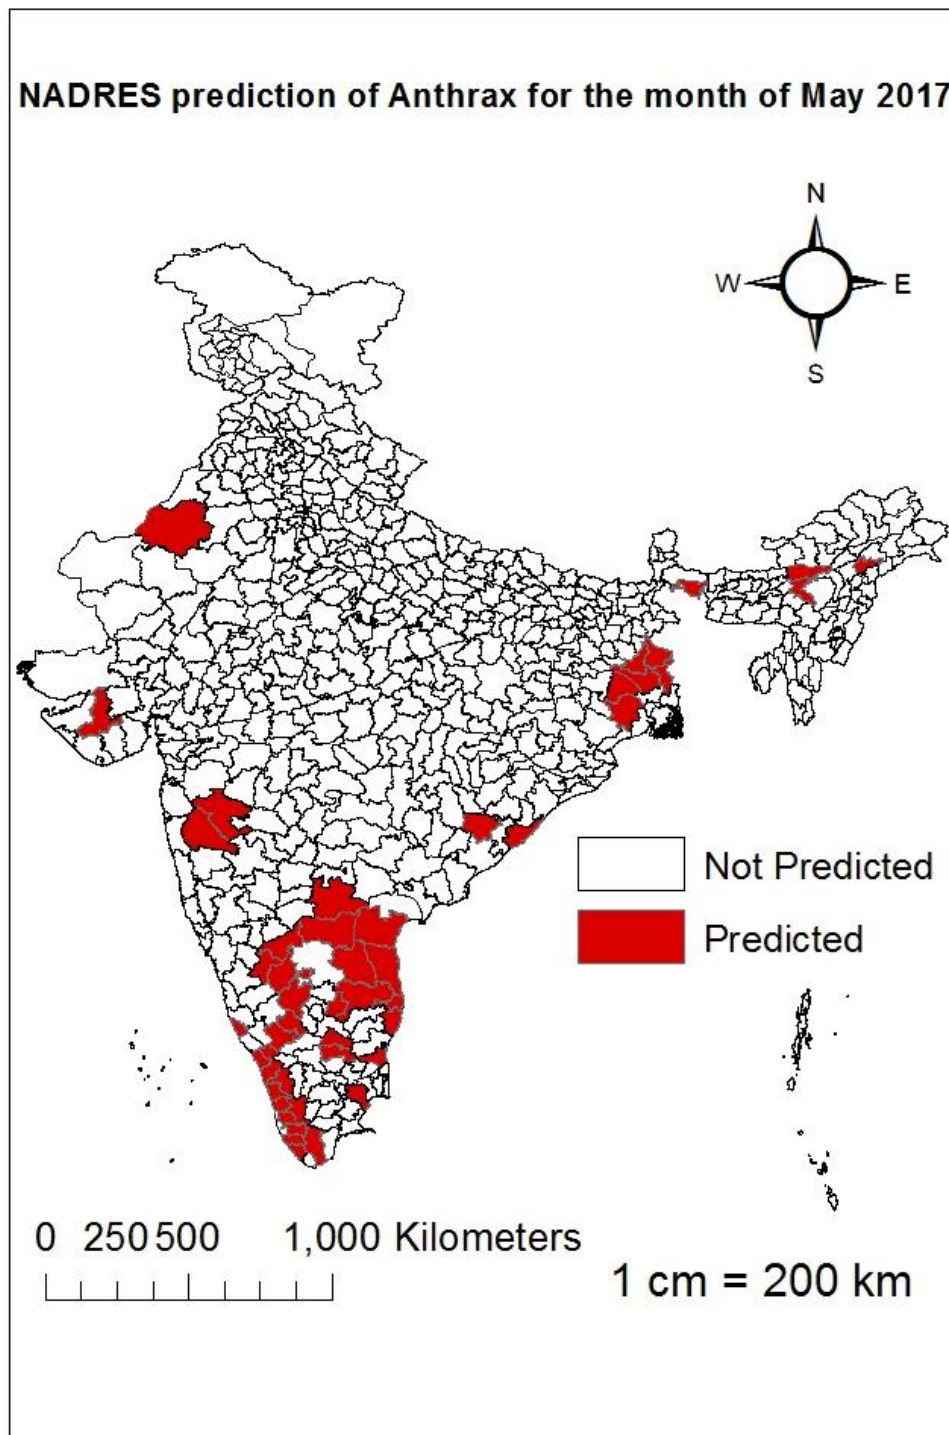 NADRES prediction of Anthrax for the month of May 2017
N
W E
S
Not Predicted
Predicted
0 250 500 1,000 Kilometers
1 cm = 200 km